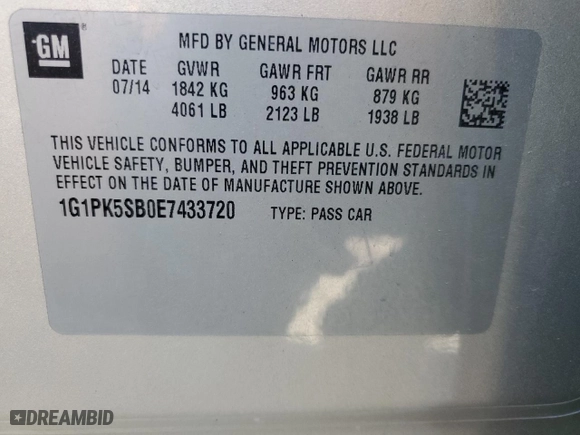 GM
MFD BY GENERAL MOTORS LLC
DATE GVWR GAWR FRT GAWR RR
07/14 1842 KG 963 KG 879 KG
4061 LB 2123 LB 1938 LB
THIS VEHICLE CONFORMS TO ALL APPLICABLE U.S. FEDERAL MOTOR
VEHICLE SAFETY, BUMPER, AND THEFT PREVENTION STANDARDS IN
EFFECT ON THE DATE OF MANUFACTURE SHOWN ABOVE.
1G1PK5SB0E7433720 TYPE: PASS CAR
DREAMBID